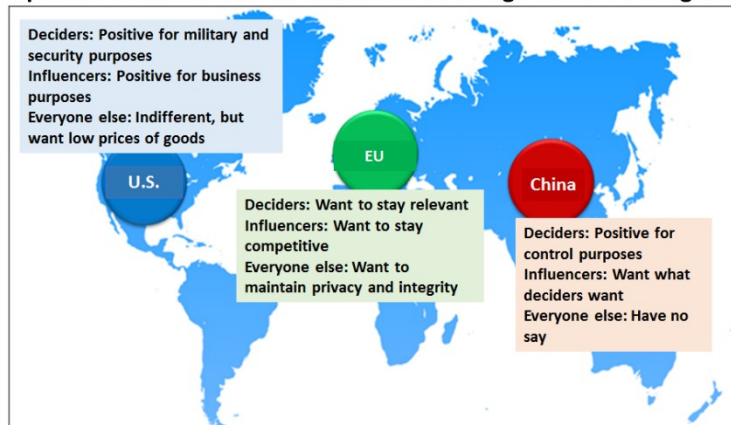 Deciders: Positive for military and
security purposes
Influencers: Positive for business
purposes
Everyone else: Indifferent, but
want low prices of goods
U.S.
EU
Deciders: Want to stay relevant
Influencers: Want to stay
competitive
Everyone else: Want to
maintain privacy and integrity
China
Deciders: Positive for
control purposes
Influencers: Want what
deciders want
Everyone else: Have no
say